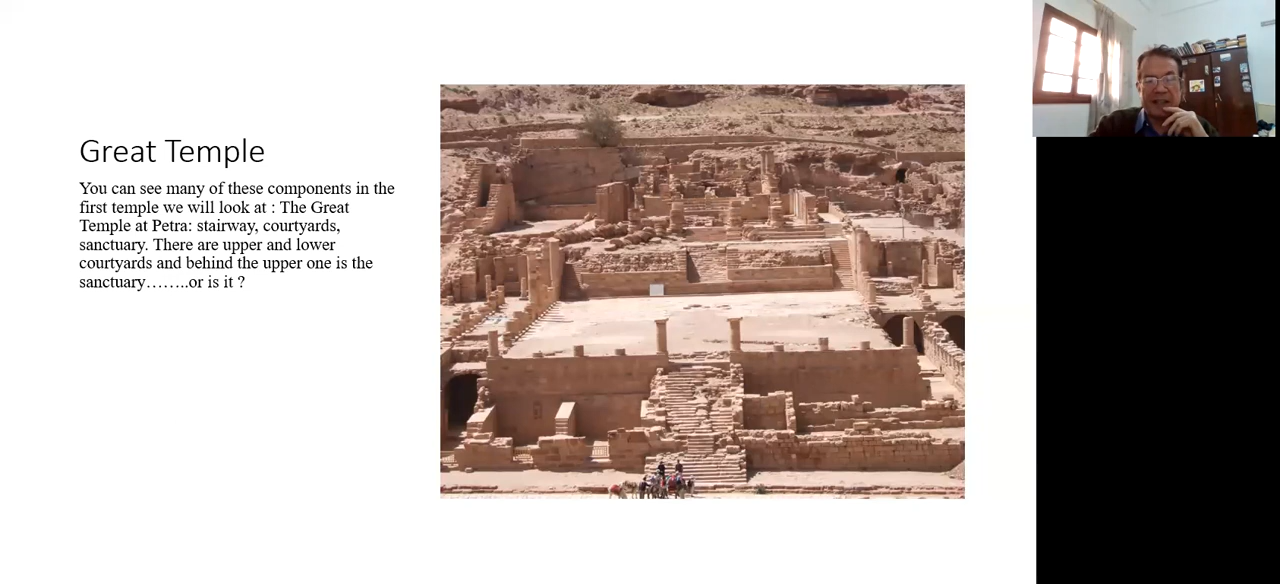 Great Temple
You can see many of these components in the
first temple we will look at : The Great
Temple at Petra: stairway, courtyards,
sanctuary. There are upper and lower
courtyards and behind the upper one is the
sanctuary……..or is it ?